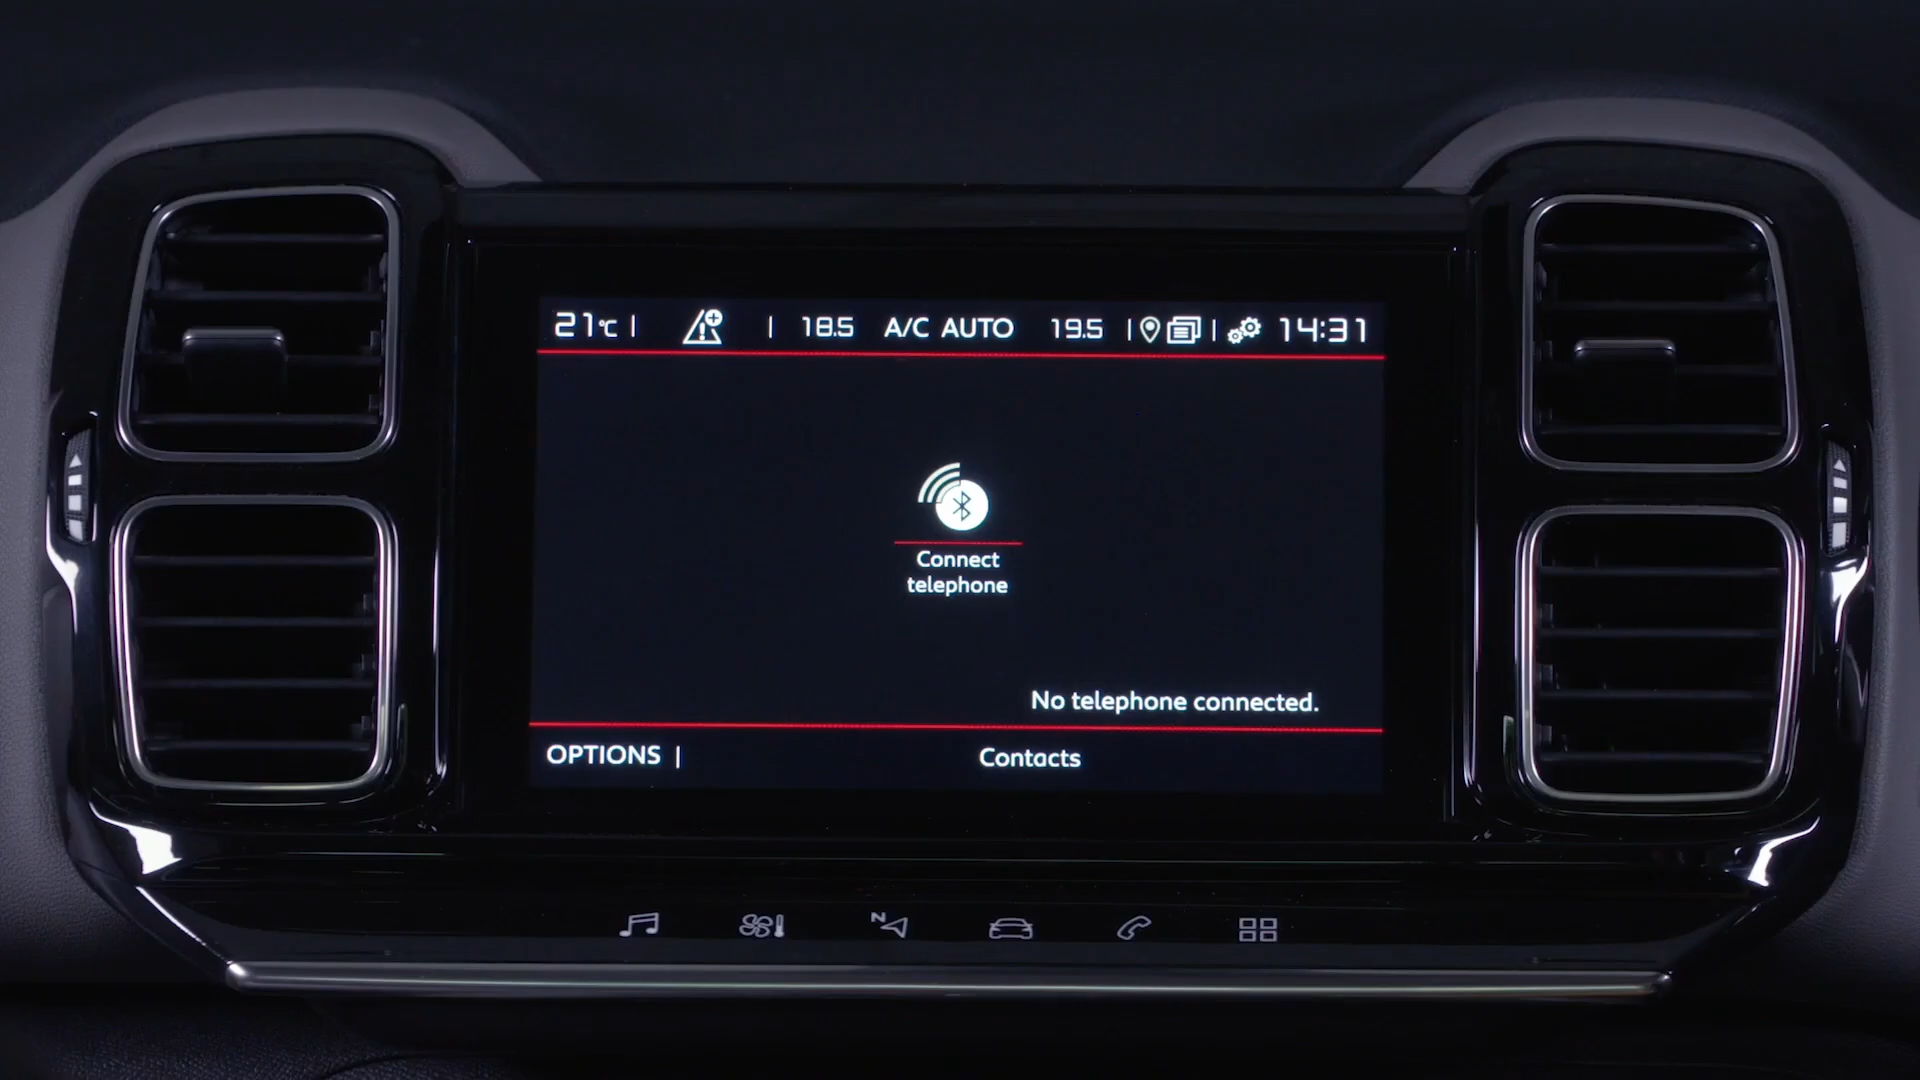 21°C | | 18.5 A/C AUTO 19.5 | | 14:31
Connect
telephone
No telephone connected.
OPTIONS |
Contacts
N